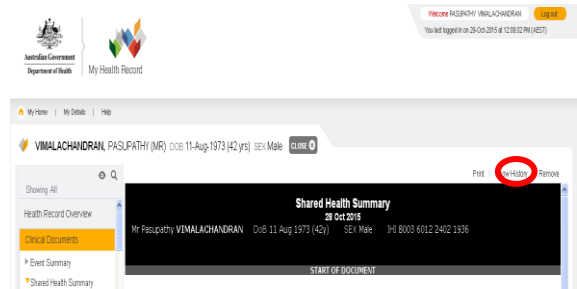 Welcome PASUPATHY VIMALACHANDRAN Log out
You last logged in on 29-Oct-2015 at 12:08:02 PM (AEST)
Australian Government
Department of Health
My Health Record
My Home | My Details | Help
VIMALACHANDRAN, PASUPATHY (MR) DOB 11-Aug-1973 (42 yrs) SEX Male CLOSE
Print | View History | Remove
Showing All
Shared Health Summary
28 Oct 2015
Health Record Overview
Mr Pasupathy VIMALACHANDRAN DoB 11 Aug 1973 (42y) SEX Male IHI 8003 6012 2402 1936
Clinical Documents
Event Summary
START OF DOCUMENT
Shared Health Summary